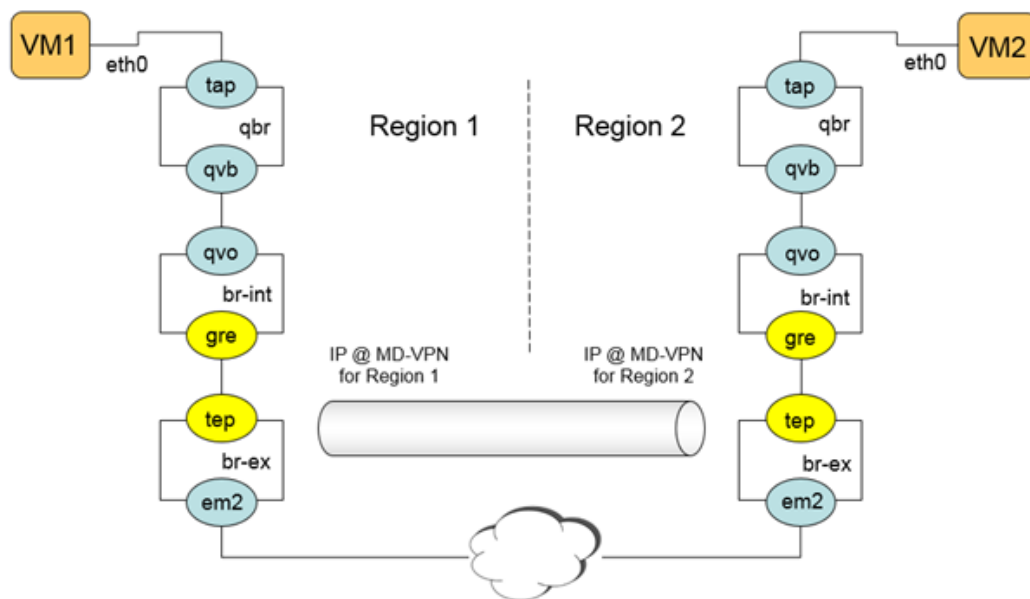 VM1
eth0
tap
qbr
qvb
qvo
br-int
gre
tep
br-ex
em2
Region 1
Region 2
IP @ MD-VPN
for Region 1
IP @ MD-VPN
for Region 2
VM2
eth0
tap
qbr
qvb
qvo
br-int
gre
tep
br-ex
em2